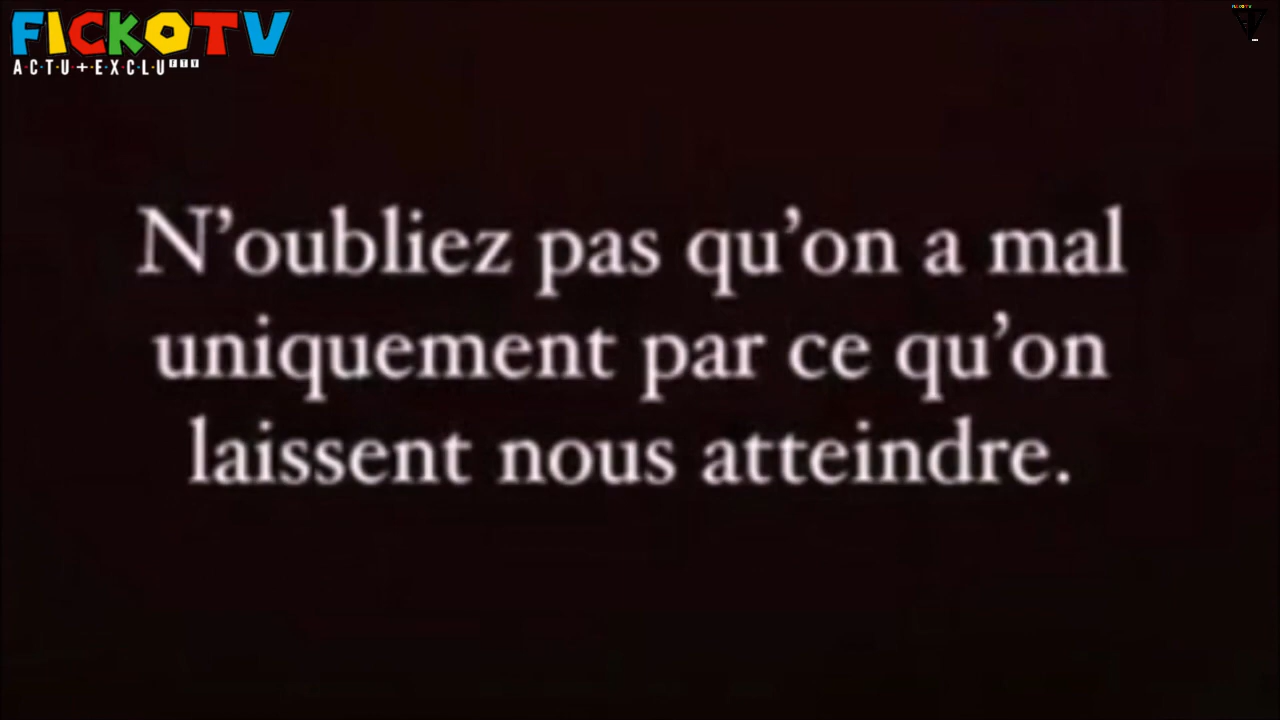 FICKOTV
ACTU+EXCLU
N’oubliez pas qu’on a mal
uniquement par ce qu’on
laissent nous atteindre.